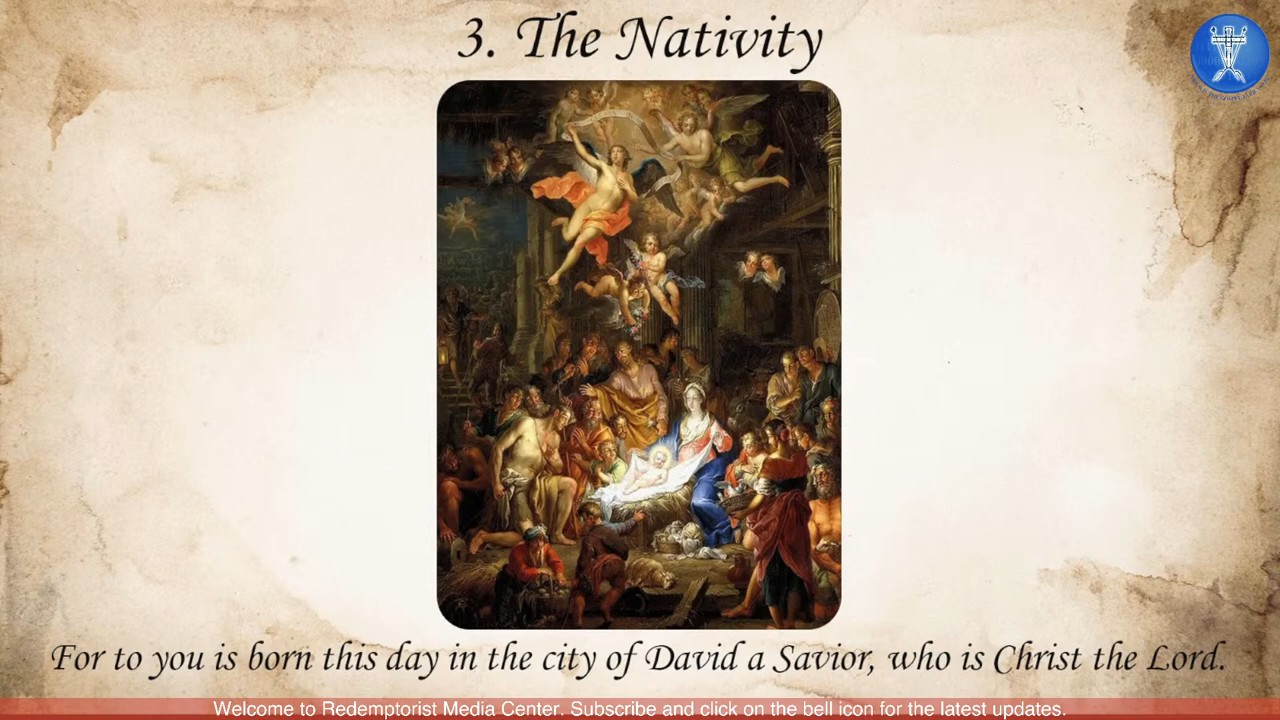 3. The Nativity
For to you is born this day in the city of David a Savior, who is Christ the Lord.
Welcome to Redemptorist Media Center. Subscribe and click on the bell icon for the latest updates.